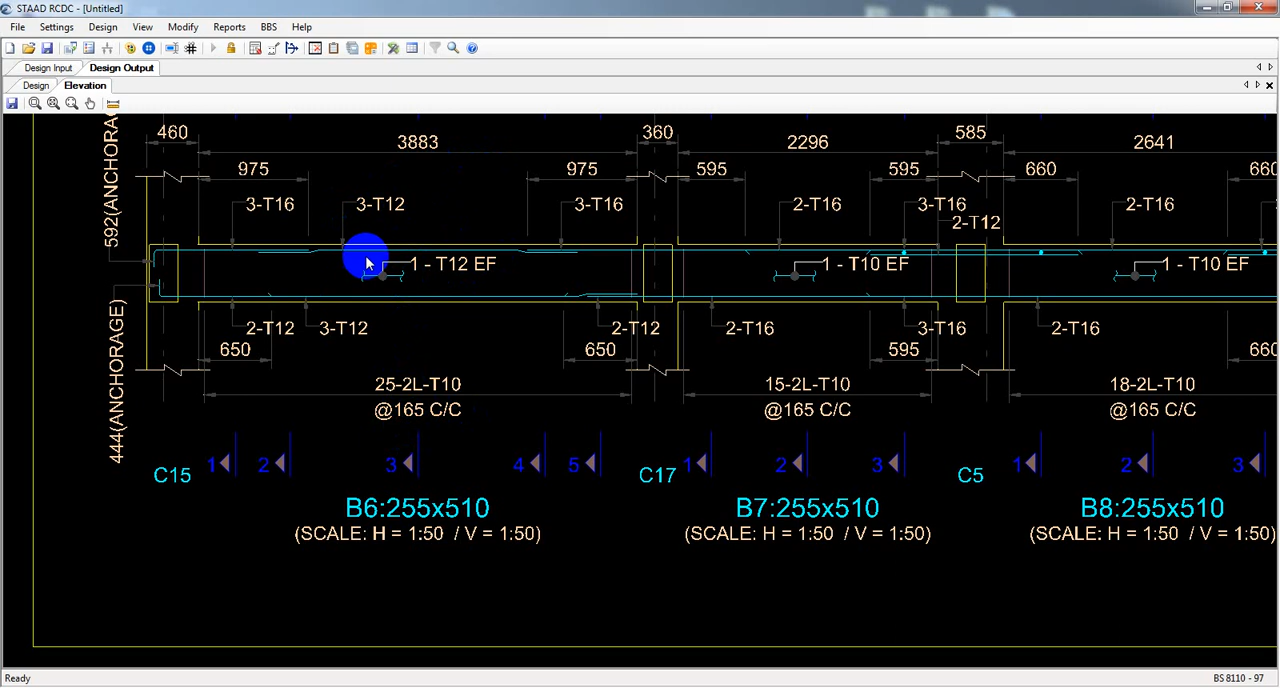 STAAD RCDC - [Untitled]
File Settings Design View Modify Reports BBS Help
Design Input Design Output
Design Elevation
460 3883 360 2296 585 2641
975 975 595 595 660 660
3-T16 3-T12 3-T16 2-T16 3-T16 2-T16
2-T12
592(ANCHORAGE)
1 - T12 EF 1 - T10 EF 1 - T10 EF
2-T12 3-T12 2-T12 2-T16 3-T16 2-T16
650 650 595 660
444(ANCHORAGE)
25-2L-T10 15-2L-T10 18-2L-T10
@165 C/C @165 C/C @165 C/C
1 2 3 4 5 1 2 3 1 2 3
C15 C17 C5
B6:255x510 B7:255x510 B8:255x510
(SCALE: H = 1:50 / V = 1:50) (SCALE: H = 1:50 / V = 1:50) (SCALE: H = 1:50 / V = 1:50)
Ready BS 8110 - 97